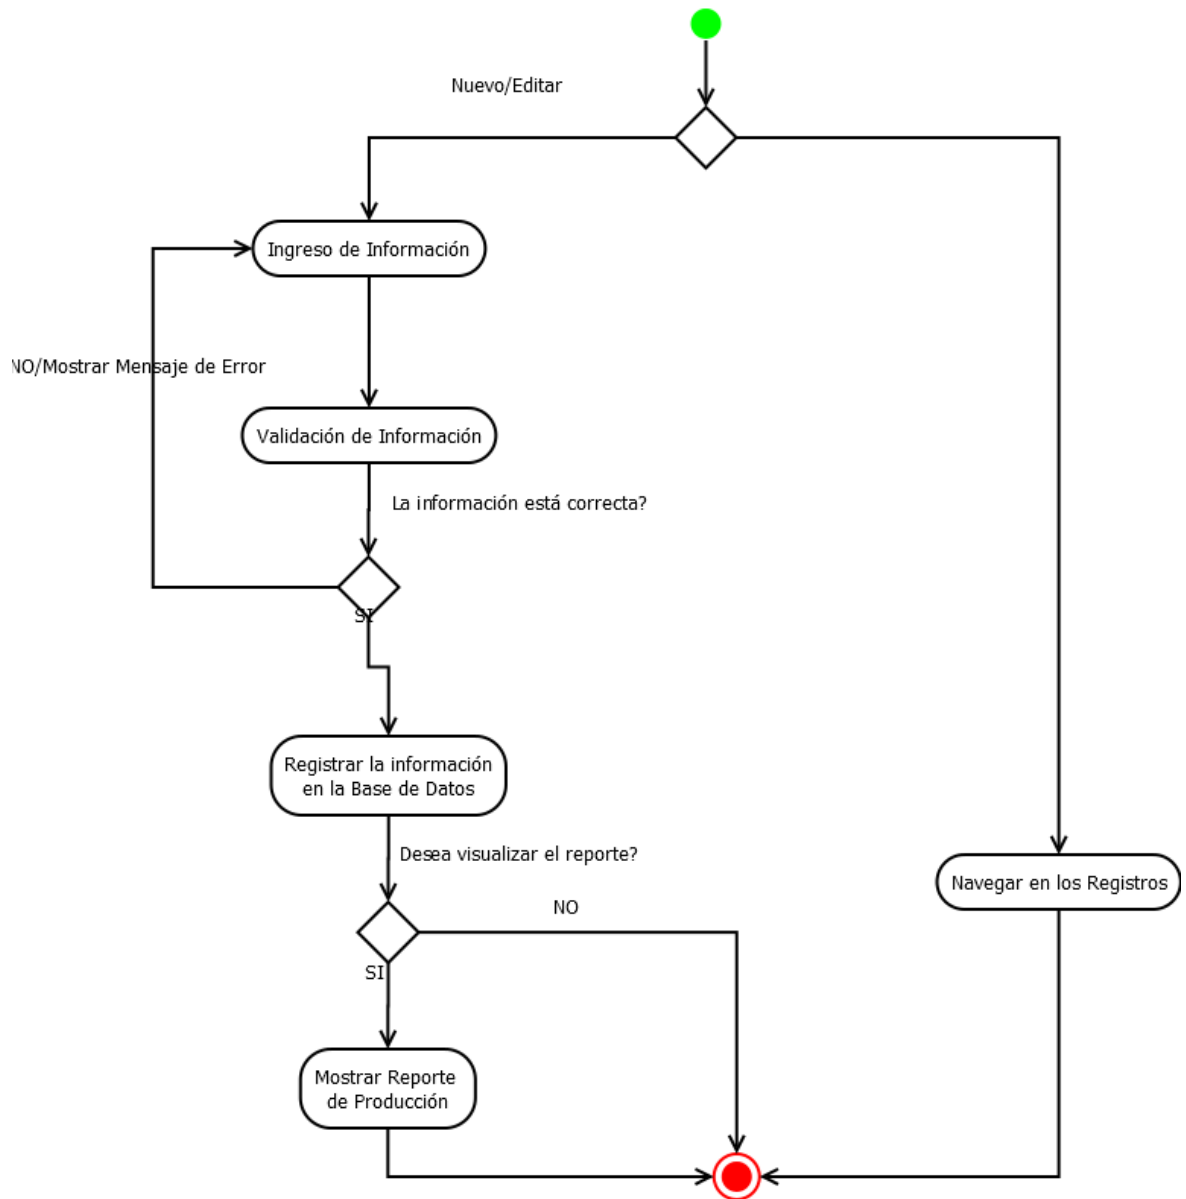 Nuevo/Editar
Ingreso de Información
NO/Mostrar Mensaje de Error
Validación de Información
La información está correcta?
SI
Registrar la información
en la Base de Datos
Desea visualizar el reporte?
Navegar en los Registros
NO
SI
Mostrar Reporte
de Producción